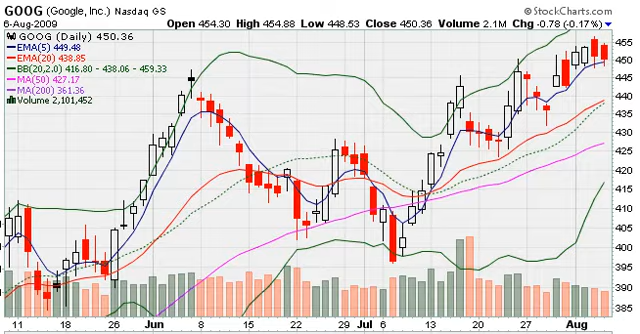 GOOG (Google, Inc.) Nasdaq GS
© StockCharts.com
6-Aug-2009 Open 454.30 High 454.88 Low 448.53 Close 450.36 Volume 2.1M Chg -0.78 (-0.17%)
GOOG (Daily) 450.36
EMA(5) 449.48
EMA(20) 438.85
BB(20,2.0) 416.80 - 438.06 - 459.33
MA(50) 427.17
MA(200) 361.36
Volume 2,101,452
455
450
445
440
435
430
425
420
415
410
405
400
395
390
385
11 18 26 Jun 8 15 22 29 Jul 6 13 20 27 Aug